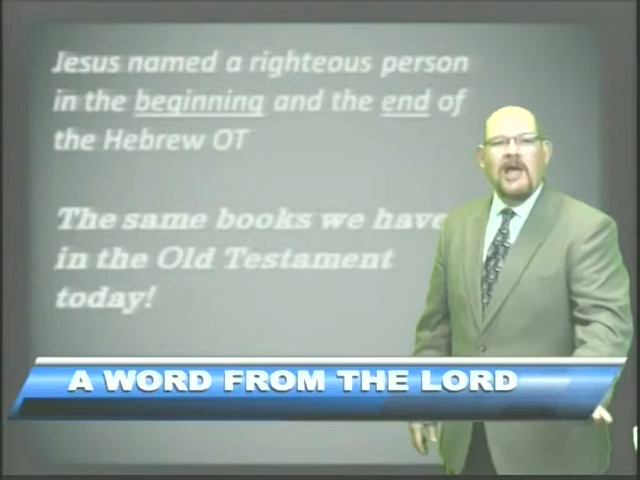 Jesus named a righteous person
in the beginning and the end of
the Hebrew OT
The same books we have
in the Old Testament
today!
A WORD FROM THE LORD